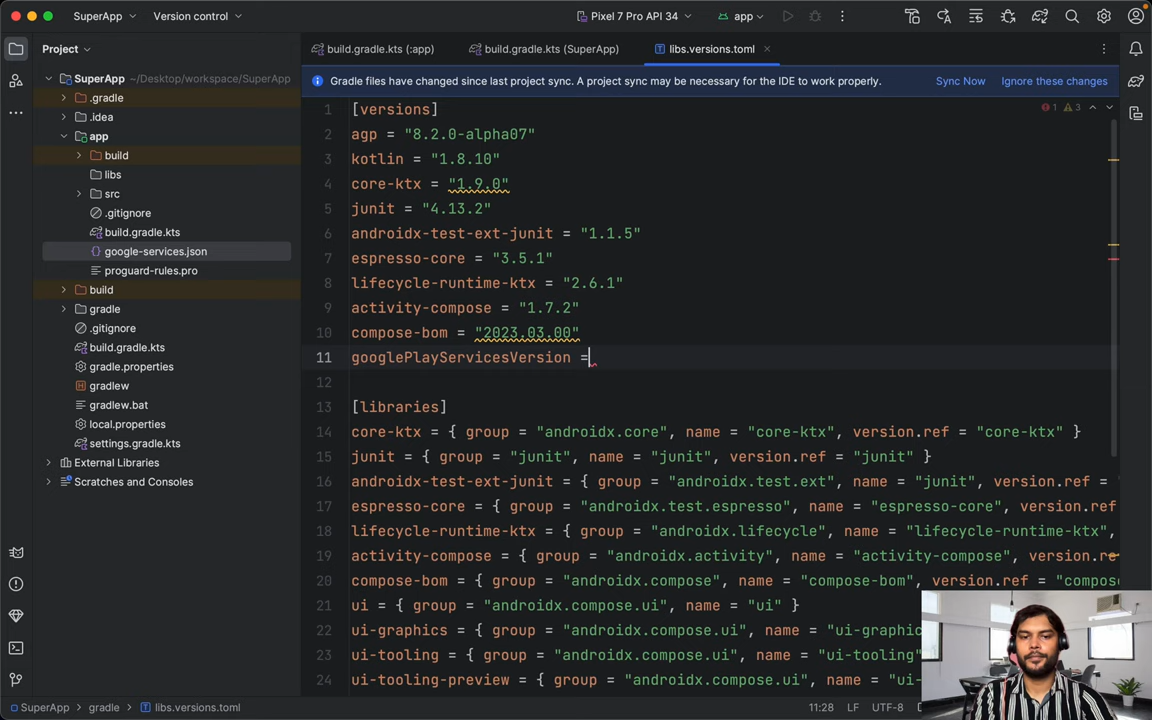 SuperApp
Version control
Pixel 7 Pro API 34
app
Project
build.gradle.kts (:app)
build.gradle.kts (SuperApp)
libs.versions.toml
SuperApp ~/Desktop/workspace/SuperApp
.gradle
.idea
app
build
libs
src
.gitignore
build.gradle.kts
google-services.json
proguard-rules.pro
build
gradle
.gitignore
build.gradle.kts
gradle.properties
gradlew
gradlew.bat
local.properties
settings.gradle.kts
External Libraries
Scratches and Consoles
Gradle files have changed since last project sync. A project sync may be necessary for the IDE to work properly.
Sync Now
Ignore these changes
1 3
1 [versions]
2 agp = "8.2.0-alpha07"
3 kotlin = "1.8.10"
4 core-ktx = "1.9.0"
5 junit = "4.13.2"
6 androidx-test-ext-junit = "1.1.5"
7 espresso-core = "3.5.1"
8 lifecycle-runtime-ktx = "2.6.1"
9 activity-compose = "1.7.2"
10 compose-bom = "2023.03.00"
11 googlePlayServicesVersion =
12
13 [libraries]
14 core-ktx = { group = "androidx.core", name = "core-ktx", version.ref = "core-ktx" }
15 junit = { group = "junit", name = "junit", version.ref = "junit" }
16 androidx-test-ext-junit = { group = "androidx.test.ext", name = "junit", version.ref = "
17 espresso-core = { group = "androidx.test.espresso", name = "espresso-core", version.ref
18 lifecycle-runtime-ktx = { group = "androidx.lifecycle", name = "lifecycle-runtime-ktx",
19 activity-compose = { group = "androidx.activity", name = "activity-compose", version.re
20 compose-bom = { group = "androidx.compose", name = "compose-bom", version.ref = "compos
21 ui = { group = "androidx.compose.ui", name = "ui" }
22 ui-graphics = { group = "androidx.compose.ui", name = "ui-graphic
23 ui-tooling = { group = "androidx.compose.ui", name = "ui-tooling"
24 ui-tooling-preview = { group = "androidx.compose.ui", name = "ui-
SuperApp
gradle
libs.versions.toml
11:28
LF
UTF-8